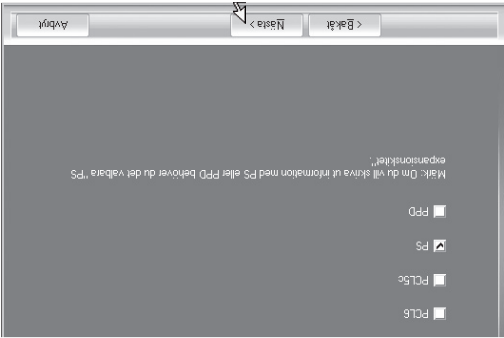 PCL6
PCL5c
PS
PPD
Märk: Om du vill skriva ut information med PS eller PPD behöver du det valbara "PS
expansionskitet".
< Bakåt
Nästa >
Avbryt